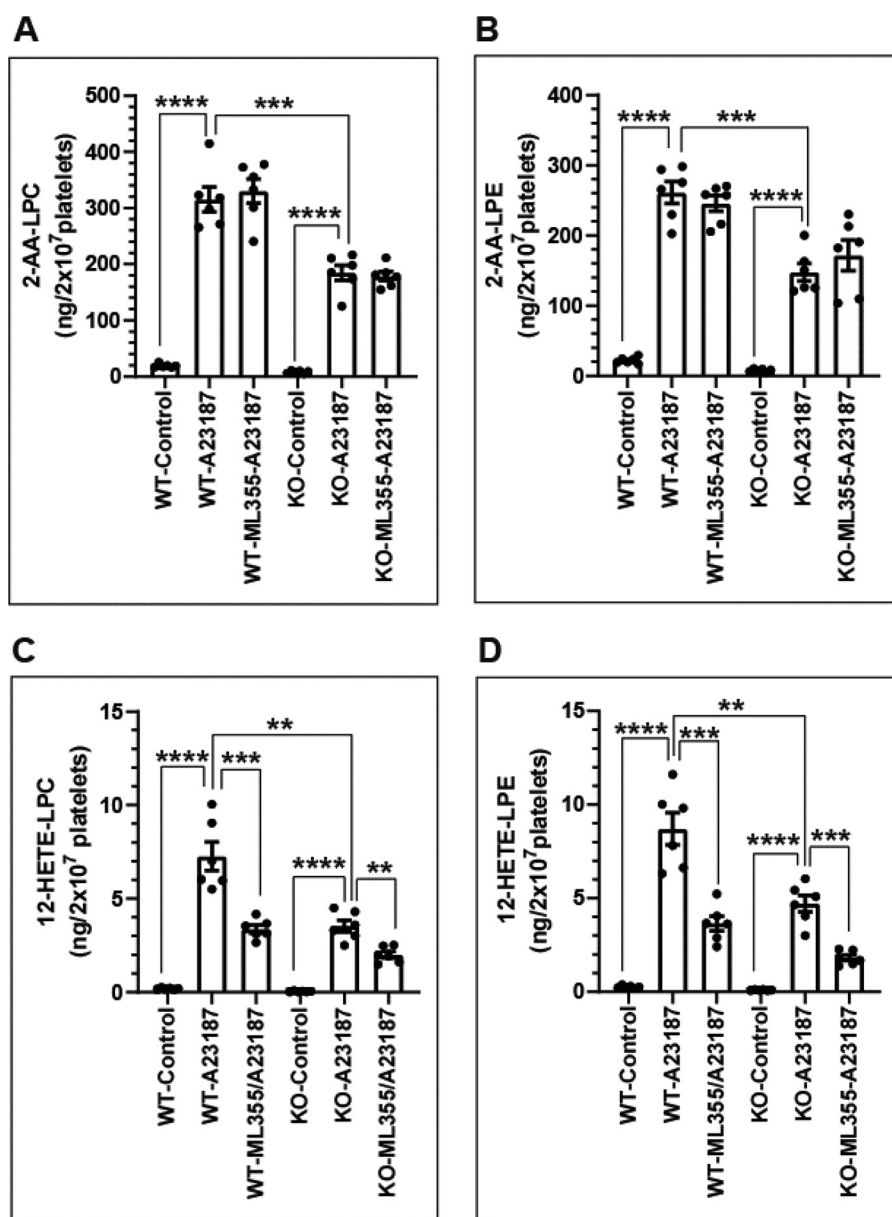 A
2-AA-LPC
(ng/2x10⁷platelets)
500
400
300
200
100
0
****
***
****
WT-Control
WT-A23187
WT-ML355-A23187
KO-Control
KO-A23187
KO-ML355-A23187
B
2-AA-LPE
(ng/2x10⁷platelets)
400
300
200
100
0
****
***
****
WT-Control
WT-A23187
WT-ML355-A23187
KO-Control
KO-A23187
KO-ML355-A23187
C
12-HETE-LPC
(ng/2x10⁷ platelets)
15
10
5
0
**
****
***
****
**
WT-Control
WT-A23187
WT-ML355/A23187
KO-Control
KO-A23187
KO-ML355/A23187
D
12-HETE-LPE
(ng/2x10⁷platelets)
15
10
5
0
**
****
***
****
***
WT-Control
WT-A23187
WT-ML355/A23187
KO-Control
KO-A23187
KO-ML355-A23187